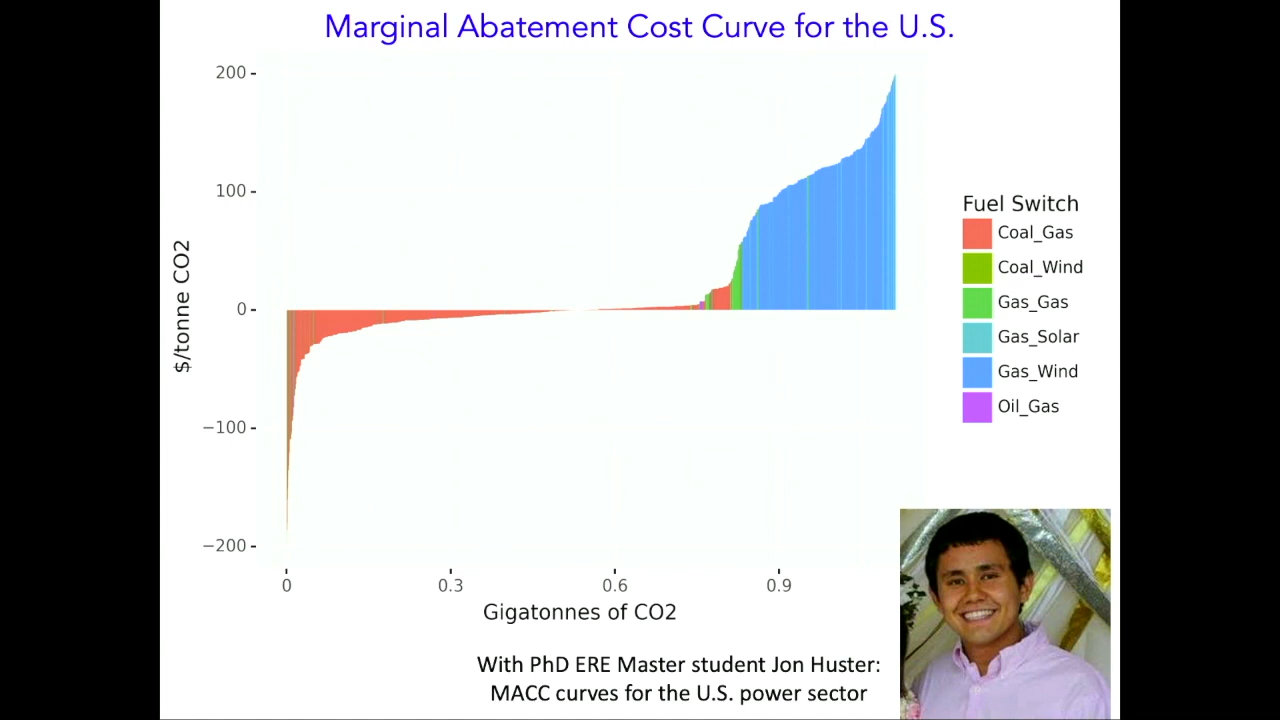 Marginal Abatement Cost Curve for the U.S.
200
100
0
−100
−200
$/tonne CO2
0
0.3
0.6
0.9
Gigatonnes of CO2
Fuel Switch
Coal_Gas
Coal_Wind
Gas_Gas
Gas_Solar
Gas_Wind
Oil_Gas
With PhD ERE Master student Jon Huster:
MACC curves for the U.S. power sector